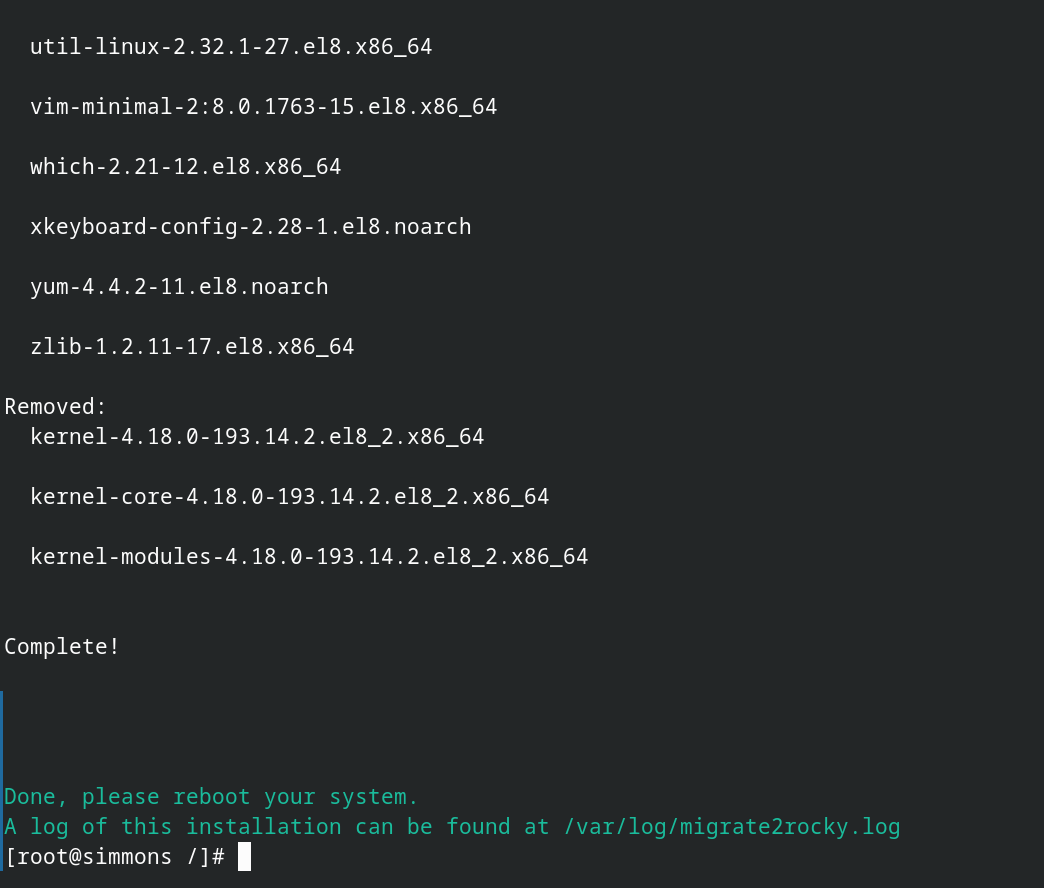 util-linux-2.32.1-27.el8.x86_64
vim-minimal-2:8.0.1763-15.el8.x86_64
which-2.21-12.el8.x86_64
xkeyboard-config-2.28-1.el8.noarch
yum-4.4.2-11.el8.noarch
zlib-1.2.11-17.el8.x86_64
Removed:
kernel-4.18.0-193.14.2.el8_2.x86_64
kernel-core-4.18.0-193.14.2.el8_2.x86_64
kernel-modules-4.18.0-193.14.2.el8_2.x86_64
Complete!
Done, please reboot your system.
A log of this installation can be found at /var/log/migrate2rocky.log
[root@simmons /]#